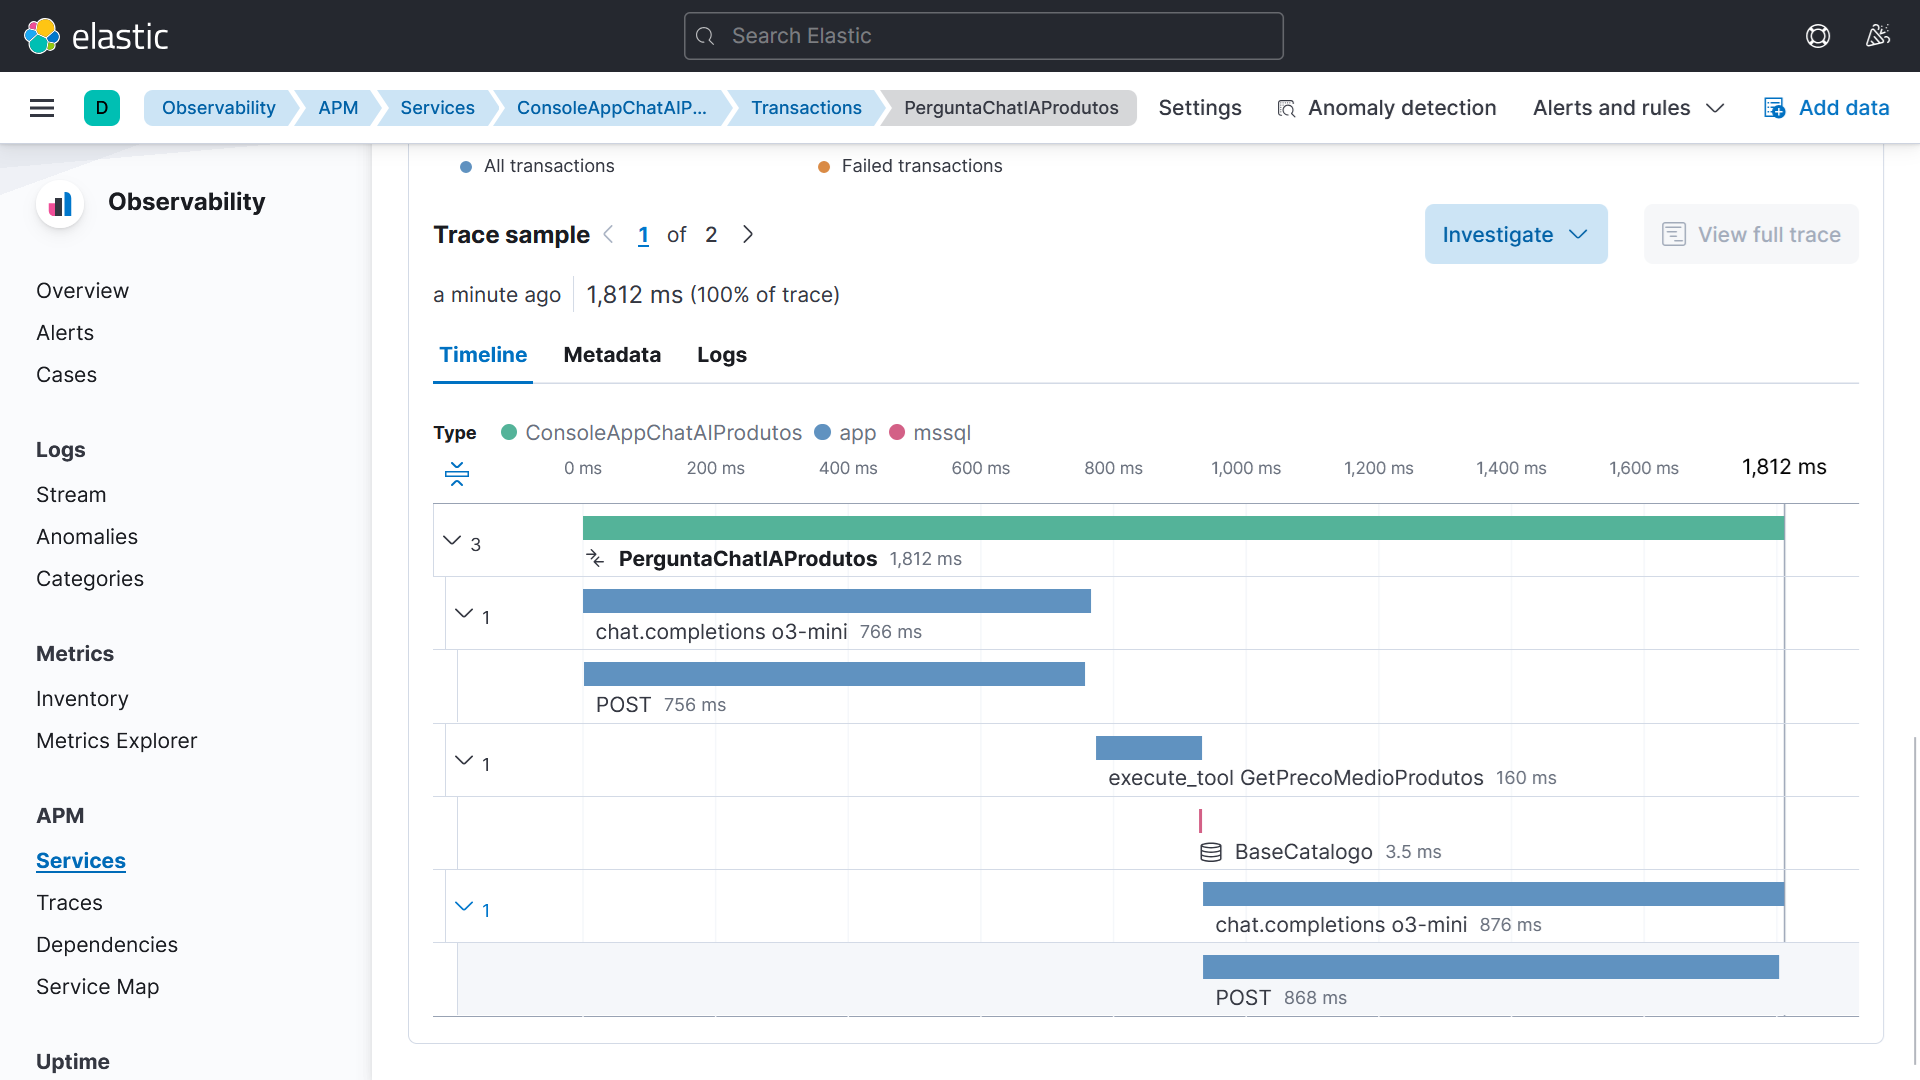 elastic
Search Elastic
D
Observability
APM
Services
ConsoleAppChatAIP...
Transactions
PerguntaChatIAProdutos
Settings
Anomaly detection
Alerts and rules
Add data
Observability
Overview
Alerts
Cases
Logs
Stream
Anomalies
Categories
Metrics
Inventory
Metrics Explorer
APM
Services
Traces
Dependencies
Service Map
Uptime
All transactions
Failed transactions
Trace sample 1 of 2
Investigate
View full trace
a minute ago 1,812 ms (100% of trace)
Timeline Metadata Logs
Type ConsoleAppChatAIProdutos app mssql
0 ms 200 ms 400 ms 600 ms 800 ms 1,000 ms 1,200 ms 1,400 ms 1,600 ms 1,812 ms
3
PerguntaChatIAProdutos 1,812 ms
1
chat.completions o3-mini 766 ms
POST 756 ms
1
execute_tool GetPrecoMedioProdutos 160 ms
BaseCatalogo 3.5 ms
1
chat.completions o3-mini 876 ms
POST 868 ms